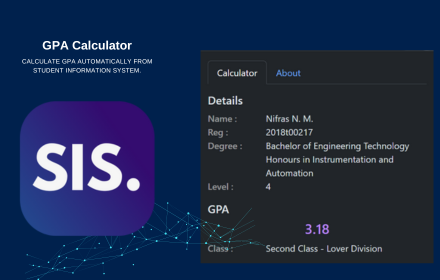 GPA Calculator
CALCULATE GPA AUTOMATICALLY FROM
STUDENT INFORMATION SYSTEM.
SIS.
Calculator About
Details
Name : Nifras N. M.
Reg : 2018t00217
Degree : Bachelor of Engineering Technology
Honours in Instrumentation and
Automation
Level : 4
GPA
3.18
Class : Second Class - Lover Division